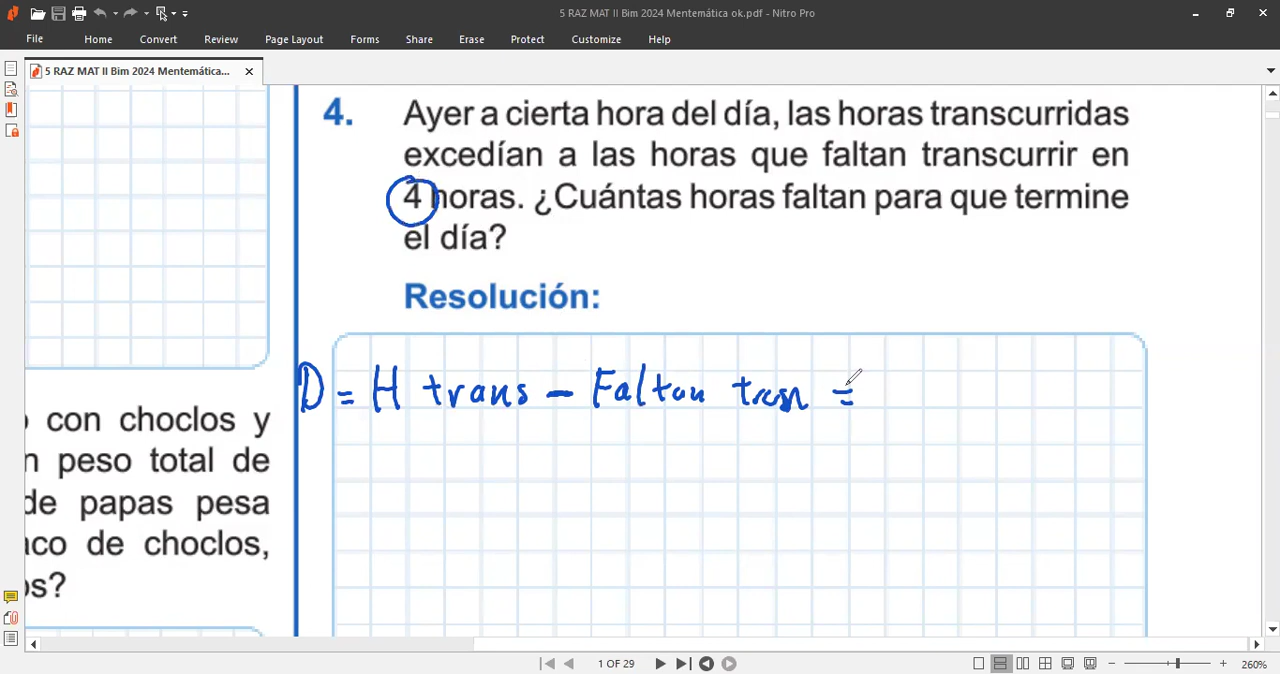 5 RAZ MAT II Bim 2024 Mentemática ok.pdf - Nitro Pro
File Home Convert Review Page Layout Forms Share Erase Protect Customize Help
5 RAZ MAT II Bim 2024 Mentemática...
4. Ayer a cierta hora del día, las horas transcurridas
excedían a las horas que faltan transcurrir en
4 horas. ¿Cuántas horas faltan para que termine
el día?
Resolución:
D = H trans - Faltan =
con choclos y
n peso total de
de papas pesa
aco de choclos,
os?
1 OF 29
260%